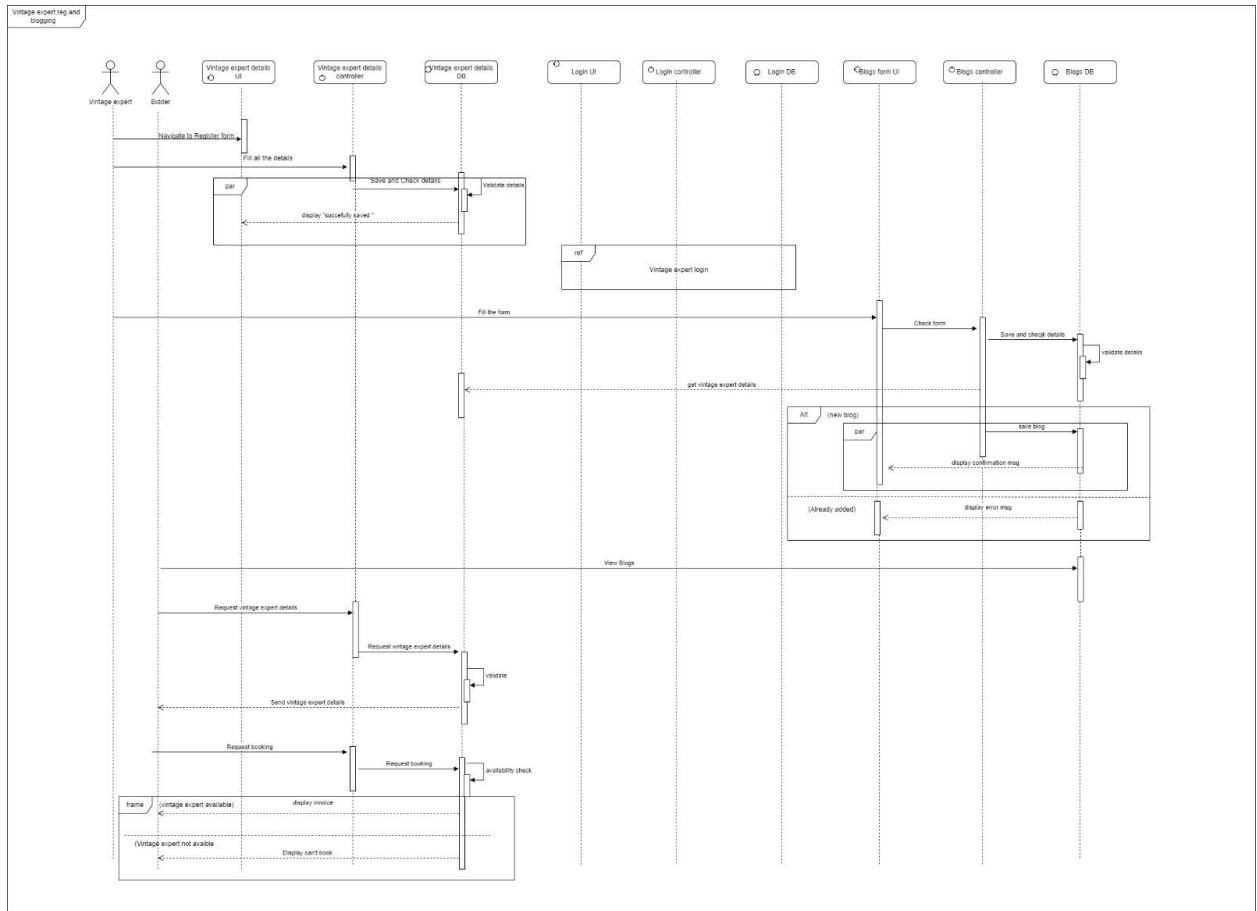 Vintage expert reg and
blogging
Vintage expert details
UI
Vintage expert details
controller
Vintage expert details
DB
Login UI
Login controller
Login DB
Blogs form UI
Blogs controller
Blogs DB
Vintage expert
Bidder
Navigate to Register form
Fill all the details
par
Save and Check details
Validate details
display "succefully saved "
ref
Vintage expert login
Fill the form
Check form
Save and checjk details
validate details
get vintage expert details
Alt
(new blog)
par
save blog
display confirmation msg
(Already added)
display error msg
View Blogs
Request vintage expert details
Request vintage expert details
validate
Send vintage expert details
Request booking
Request booking
availability check
frame
(vintage expert available)
display invoice
(Vintage expert not avaible
Display can't book